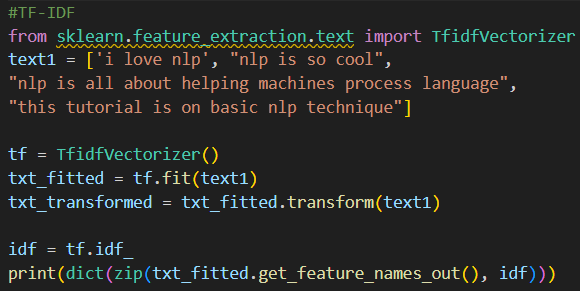 #TF-IDF
from sklearn.feature_extraction.text import TfidfVectorizer
text1 = ['i love nlp', "nlp is so cool",
"nlp is all about helping machines process language",
"this tutorial is on basic nlp technique"]
tf = TfidfVectorizer()
txt_fitted = tf.fit(text1)
txt_transformed = txt_fitted.transform(text1)
idf = tf.idf_
print(dict(zip(txt_fitted.get_feature_names_out(), idf)))